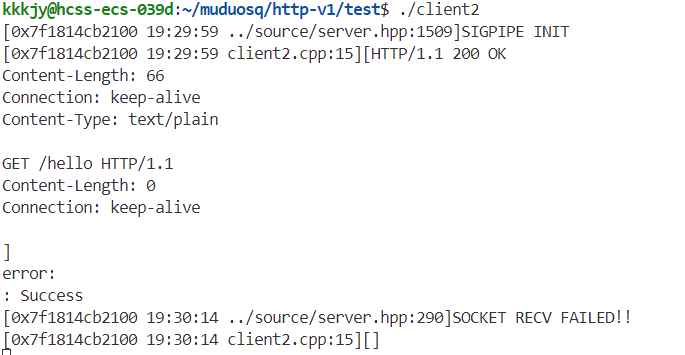 kkkjy@hcss-ecs-039d:~/muduosq/http-v1/test$ ./client2
[0x7f1814cb2100 19:29:59 ../source/server.hpp:1509]SIGPIPE INIT
[0x7f1814cb2100 19:29:59 client2.cpp:15][HTTP/1.1 200 OK
Content-Length: 66
Connection: keep-alive
Content-Type: text/plain

GET /hello HTTP/1.1
Content-Length: 0
Connection: keep-alive

]
error:
: Success
[0x7f1814cb2100 19:30:14 ../source/server.hpp:290]SOCKET RECV FAILED!!
[0x7f1814cb2100 19:30:14 client2.cpp:15][]